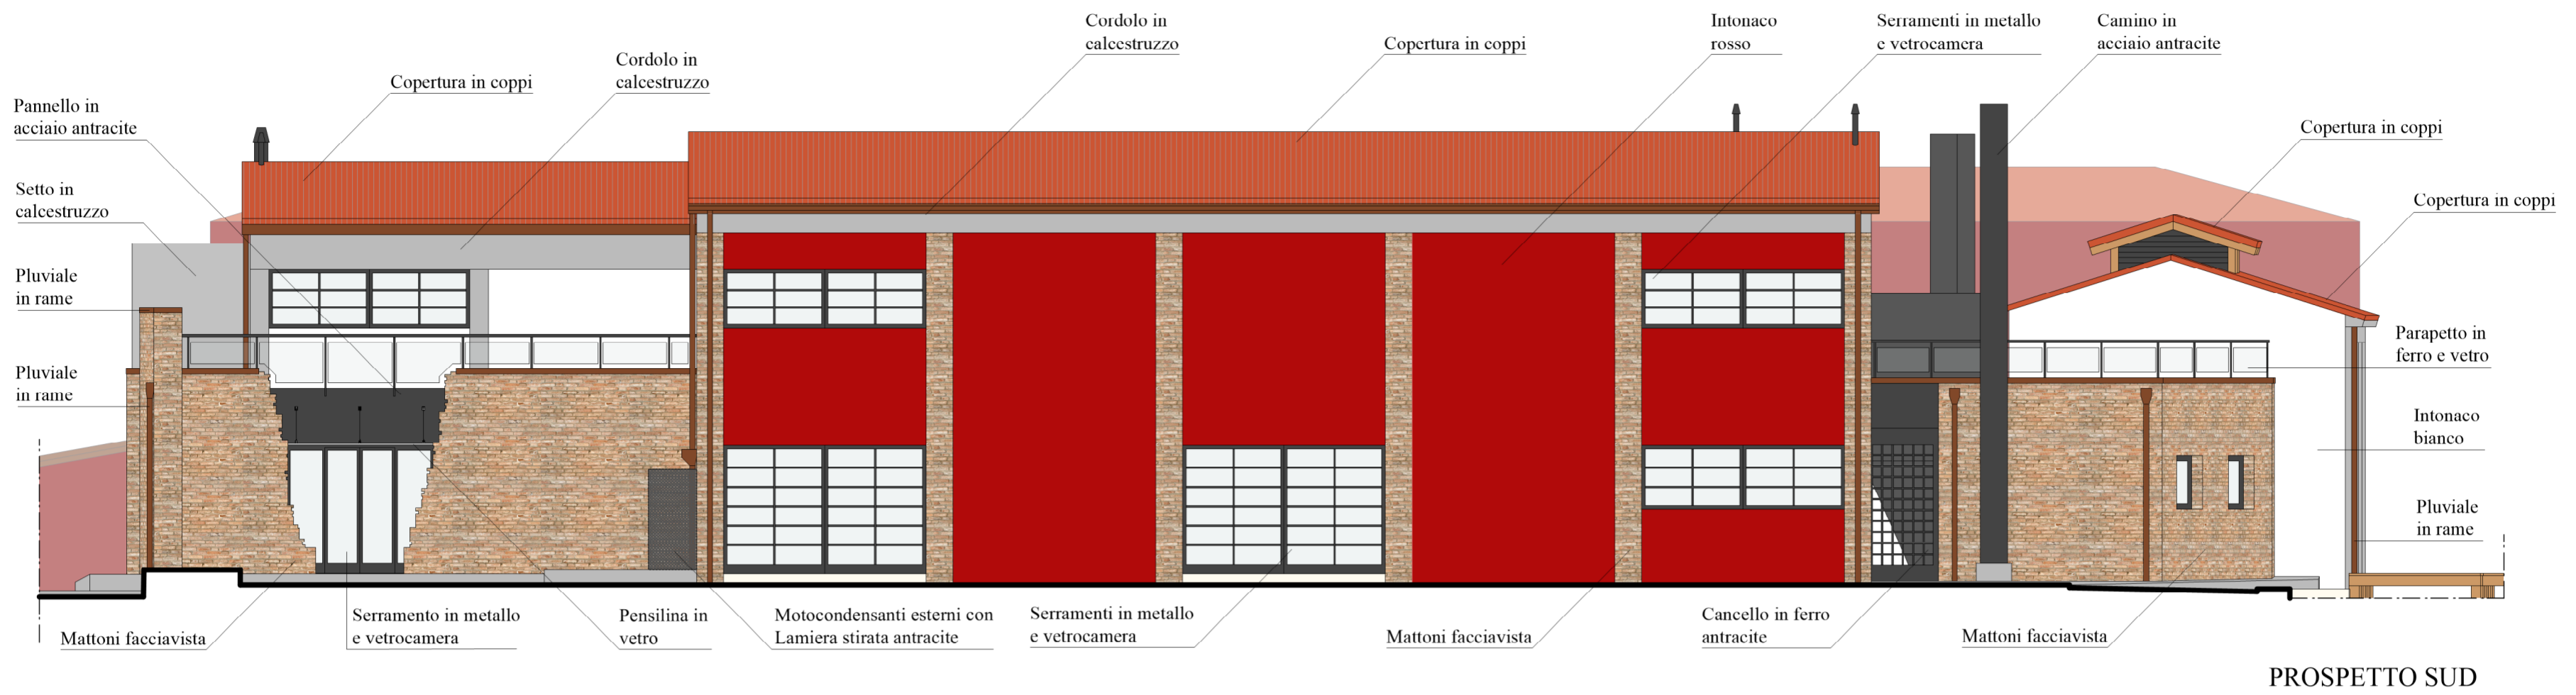 Cordolo in
calcestruzzo
Copertura in coppi
Intonaco
rosso
Serramenti in metallo
e vetrocamera
Camino in
acciaio antracite
Cordolo in
calcestruzzo
Copertura in coppi
Pannello in
acciaio antracite
Copertura in coppi
Setto in
calcestruzzo
Copertura in coppi
Pluviale
in rame
Parapetto in
ferro e vetro
Pluviale
in rame
Intonaco
bianco
Pluviale
in rame
Mattoni facciavista
Serramento in metallo
e vetrocamera
Pensilina in
vetro
Motocondensanti esterni con
Lamiera stirata antracite
Serramenti in metallo
e vetrocamera
Mattoni facciavista
Cancello in ferro
antracite
Mattoni facciavista
PROSPETTO SUD